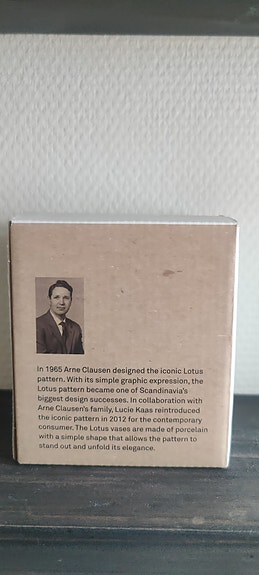 In 1965 Arne Clausen designed the iconic Lotus
pattern. With its simple graphic expression, the
Lotus pattern became one of Scandinavia's
biggest design successes. In collaboration with
Arne Clausen's family, Lucie Kaas reintroduced
the iconic pattern in 2012 for the contemporary
consumer. The Lotus vases are made of porcelain
with a simple shape that allows the pattern to
stand out and unfold its elegance.